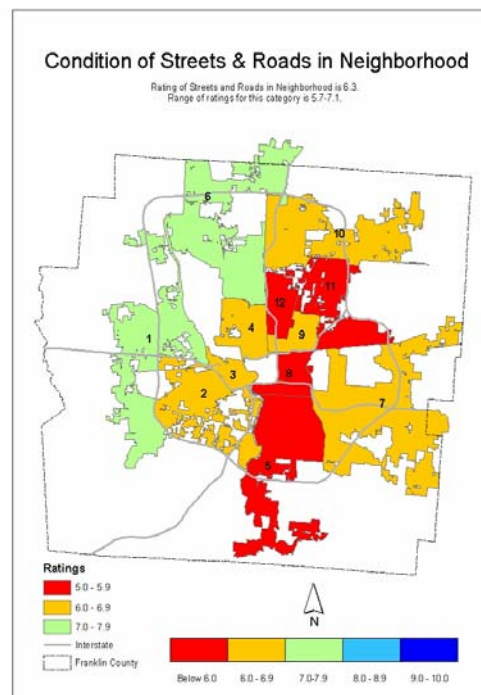 Condition of Streets & Roads in Neighborhood
Rating of Streets and Roads in Neighborhood is 6.3.
Range of ratings for this category is 5.7-7.1.
6
10
11
12
1
4
9
3
8
2
7
5
Ratings
5.0 - 5.9
6.0 - 6.9
7.0 - 7.9
Interstate
Franklin County
N
Below 6.0
6.0 - 6.9
7.0-7.9
8.0 - 8.9
9.0 - 10.0